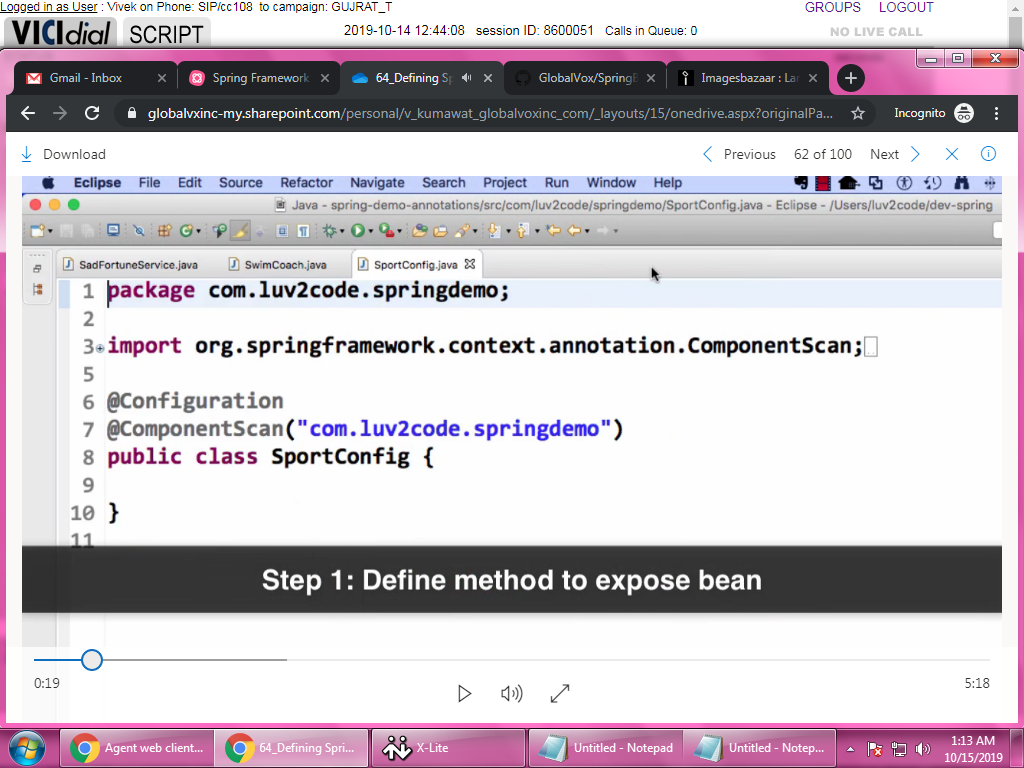 Logged in as User : Vivek on Phone: SIP/cc108 to campaign: GUJRAT_T GROUPS LOGOUT
VICIdial SCRIPT 2019-10-14 12:44:08 session ID: 8600051 Calls in Queue: 0 NO LIVE CALL
Gmail - Inbox Spring Framework 64_Defining Sp GlobalVox/SpringB Imagesbazaar : Lar
globalvxinc-my.sharepoint.com/personal/v_kumawat_globalvoxinc_com/_layouts/15/onedrive.aspx?originalPa... Incognito
Download Previous 62 of 100 Next
Eclipse File Edit Source Refactor Navigate Search Project Run Window Help
Java - spring-demo-annotations/src/com/luv2code/springdemo/SportConfig.java - Eclipse - /Users/luv2code/dev-spring
SadFortuneService.java SwimCoach.java SportConfig.java
1 package com.luv2code.springdemo;
2
3 import org.springframework.context.annotation.ComponentScan;
5
6 @Configuration
7 @ComponentScan("com.luv2code.springdemo")
8 public class SportConfig {
9
10 }
11
Step 1: Define method to expose bean
0:19 5:18
Agent web client... 64_Defining Spri... X-Lite Untitled - Notepad Untitled - Notep... 1:13 AM
10/15/2019